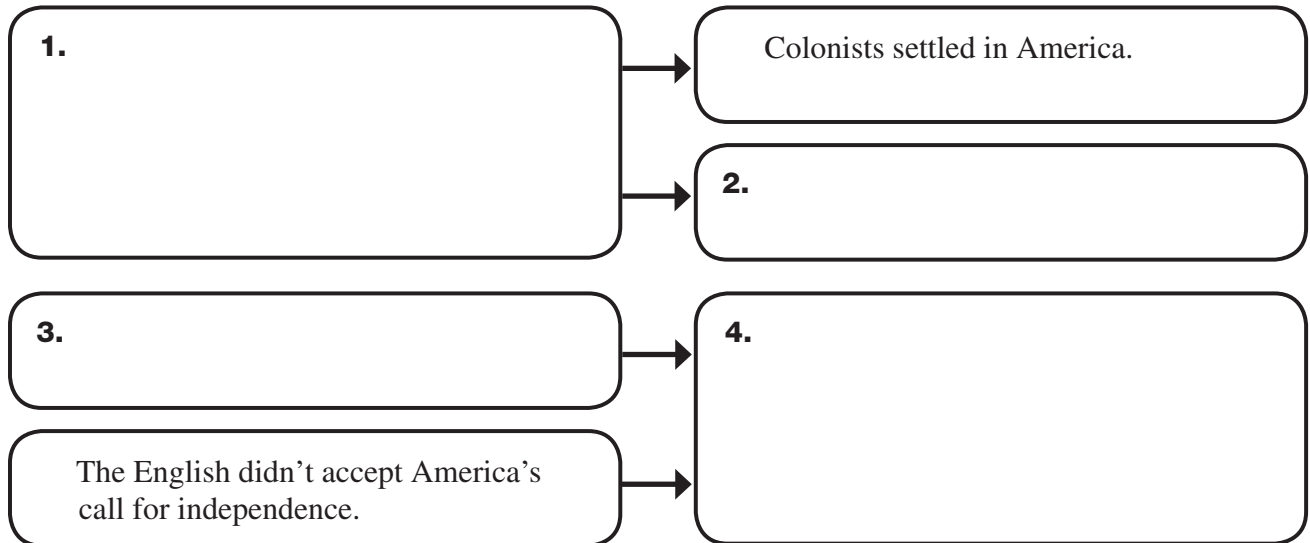 1.
Colonists settled in America.
2.
3.
4.
The English didn’t accept America’s
call for independence.